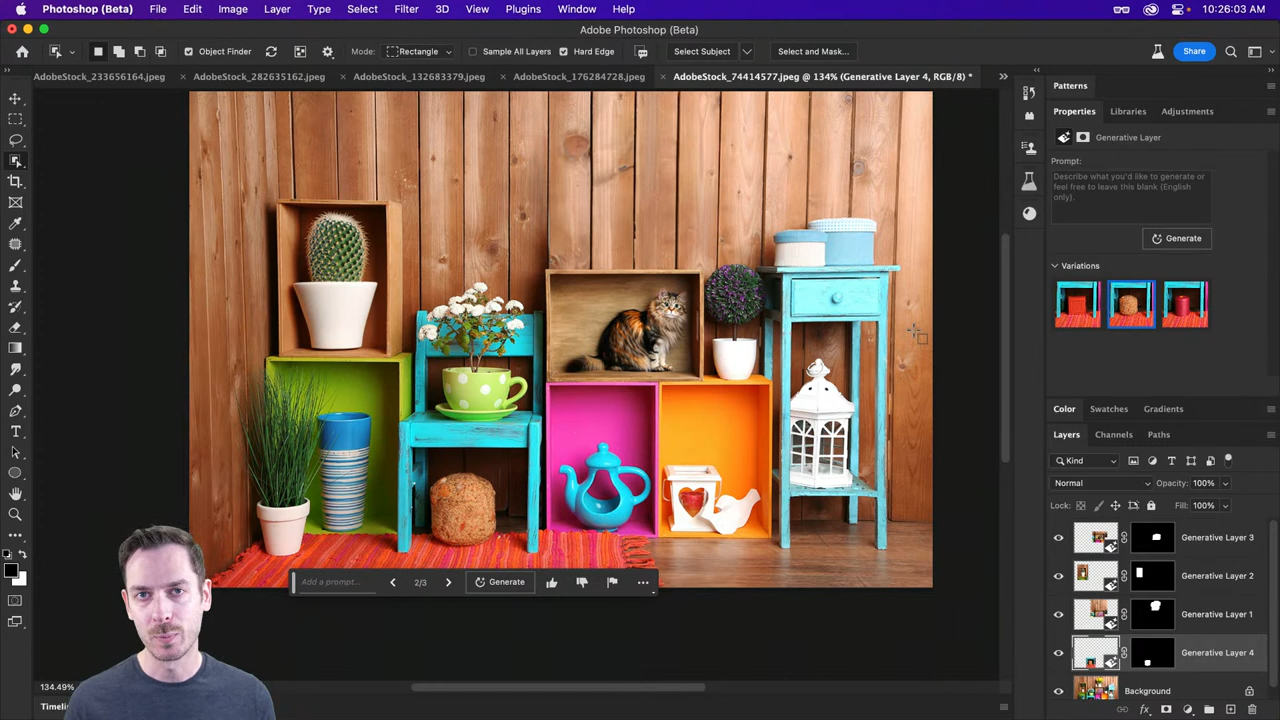 Photoshop (Beta) File Edit Image Layer Type Select Filter 3D View Plugins Window Help 10:26:03 AM
Adobe Photoshop (Beta)
Object Finder Mode: Rectangle Sample All Layers Hard Edge Select Subject Select and Mask... Share
AdobeStock_233656164.jpeg AdobeStock_282635162.jpeg AdobeStock_132683379.jpeg AdobeStock_176284728.jpeg AdobeStock_74414577.jpeg @ 134% (Generative Layer 4, RGB/8) *
Patterns
Properties Libraries Adjustments
Generative Layer
Prompt:
Describe what you'd like to generate or
feel free to leave this blank (English
only).
Generate
Variations
Color Swatches Gradients
Layers Channels Paths
Kind
Normal Opacity: 100%
Lock: Fill: 100%
Generative Layer 3
Generative Layer 2
Generative Layer 1
Generative Layer 4
Background
Add a prompt... 2/3 Generate
134.49%
Timelin